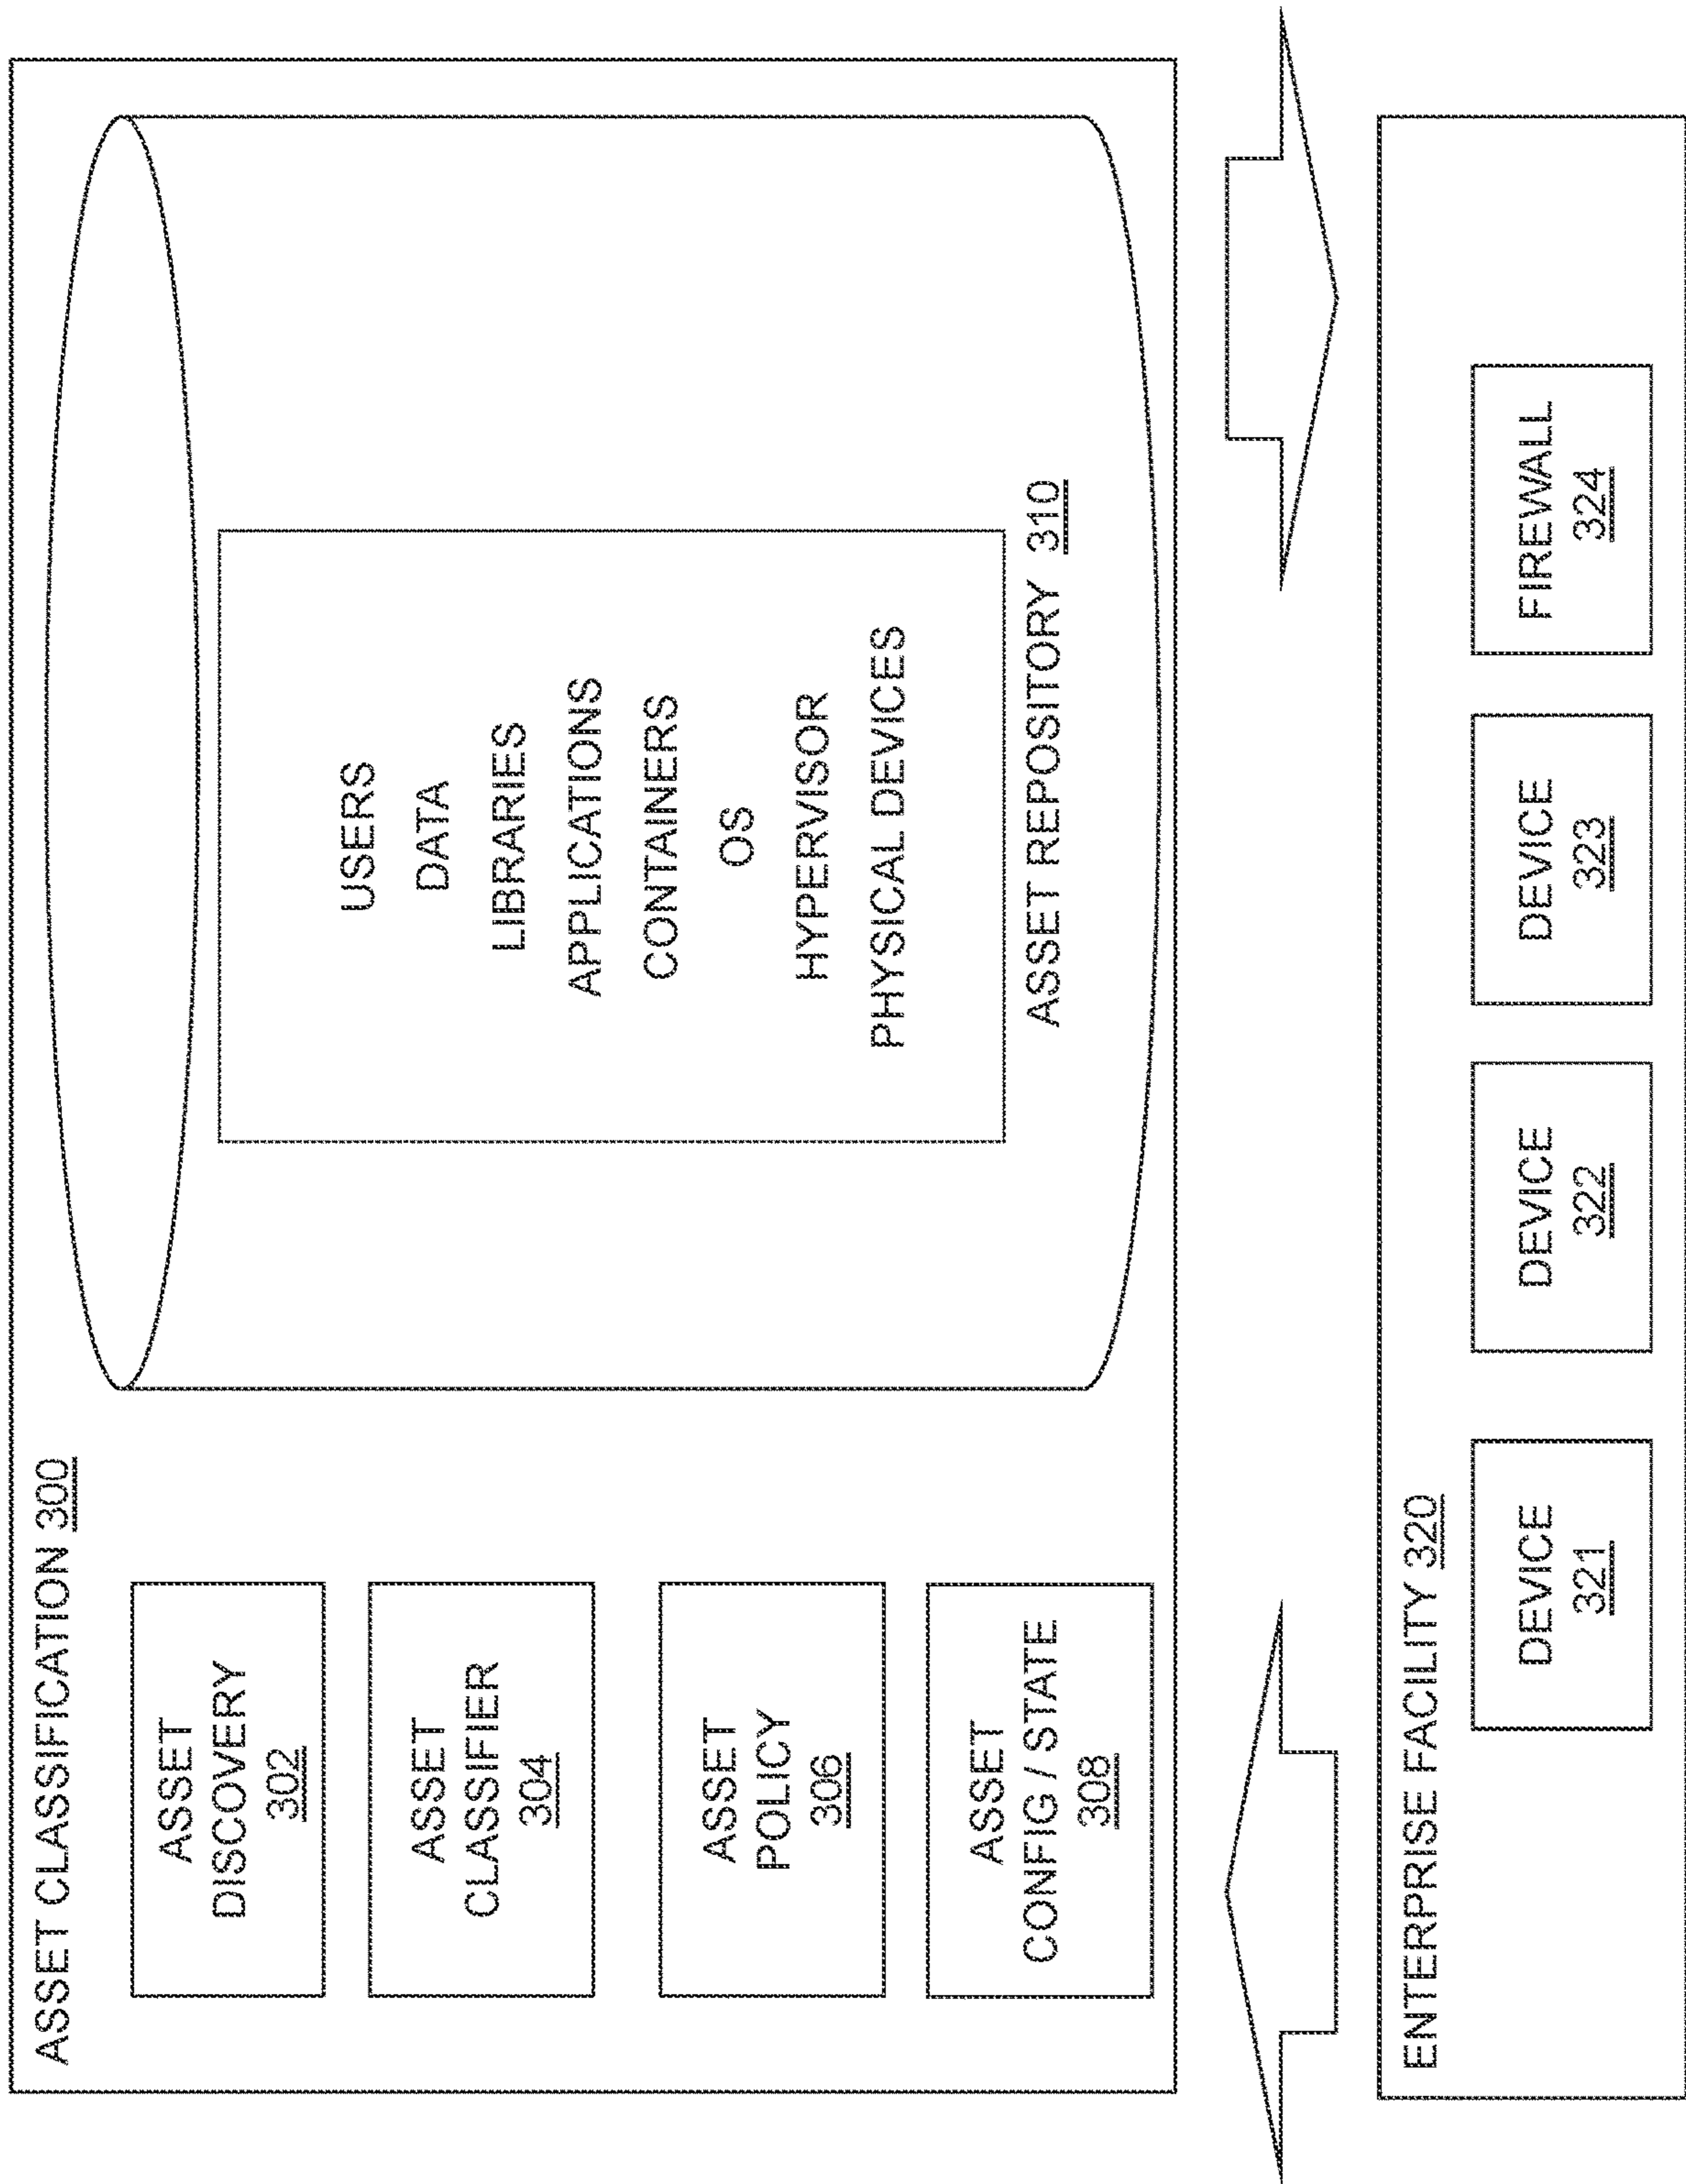 ASSET CLASSIFICATION 300
ASSET
DISCOVERY
302
ASSET
CLASSIFIER
304
ASSET
POLICY
306
ASSET
CONFIG / STATE
308
USERS
DATA
LIBRARIES
APPLICATIONS
CONTAINERS
OS
HYPERVISOR
PHYSICAL DEVICES
ASSET REPOSITORY 310
ENTERPRISE FACILITY 320
DEVICE
321
DEVICE
322
DEVICE
323
FIREWALL
324